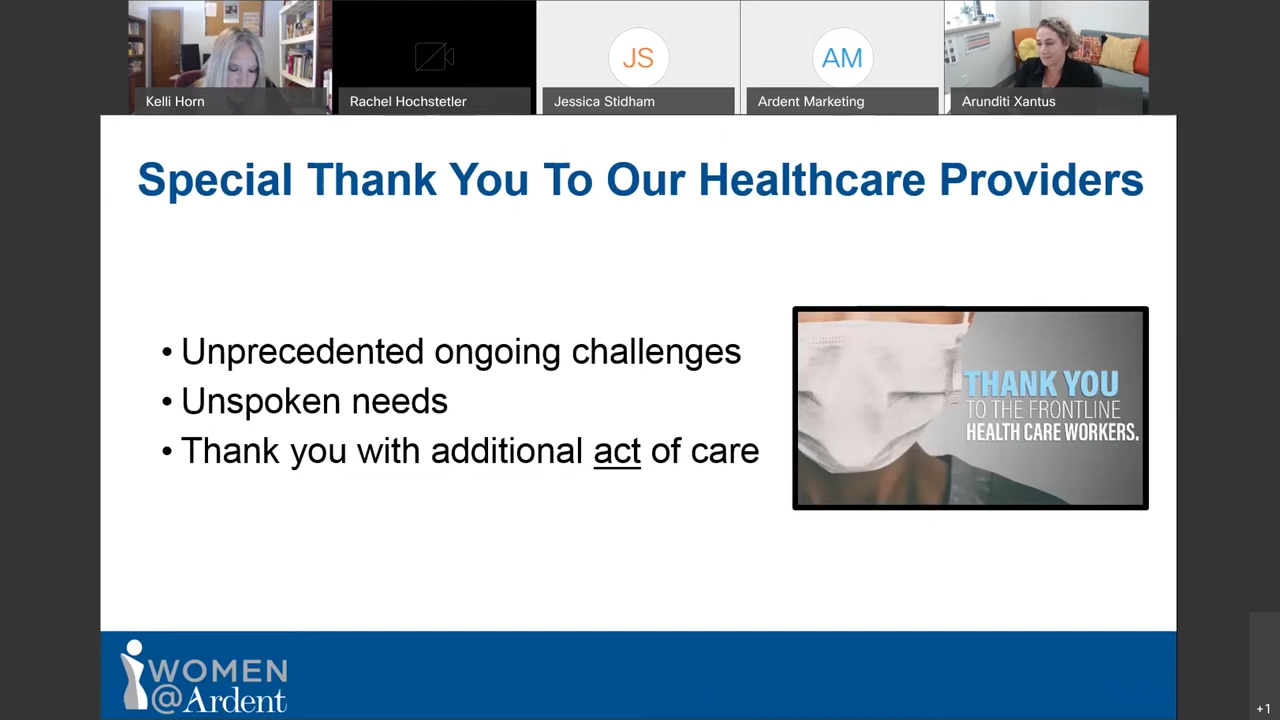 Kelli Horn
Rachel Hochstetler
JS
Jessica Stidham
AM
Ardent Marketing
Arunditi Xantus
Special Thank You To Our Healthcare Providers
• Unprecedented ongoing challenges
• Unspoken needs
• Thank you with additional act of care
THANK YOU
TO THE FRONTLINE
HEALTH CARE WORKERS.
WOMEN
@Ardent
+1